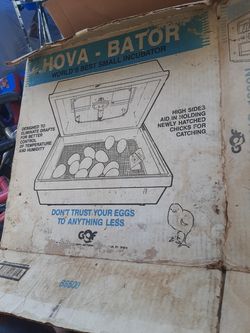 HOVA - BATOR
WORLD'S BEST SMALL INCUBATOR
DESIGNED TO
ELIMINATE DRAFTS
FOR BETTER
CONTROL
OF TEMPERATURE
AND HUMIDITY
HIGH SIDES
AID IN HOLDING
NEWLY HATCHED
CHICKS FOR
CATCHING
DON'T TRUST YOUR EGGS
TO ANYTHING LESS
GQF